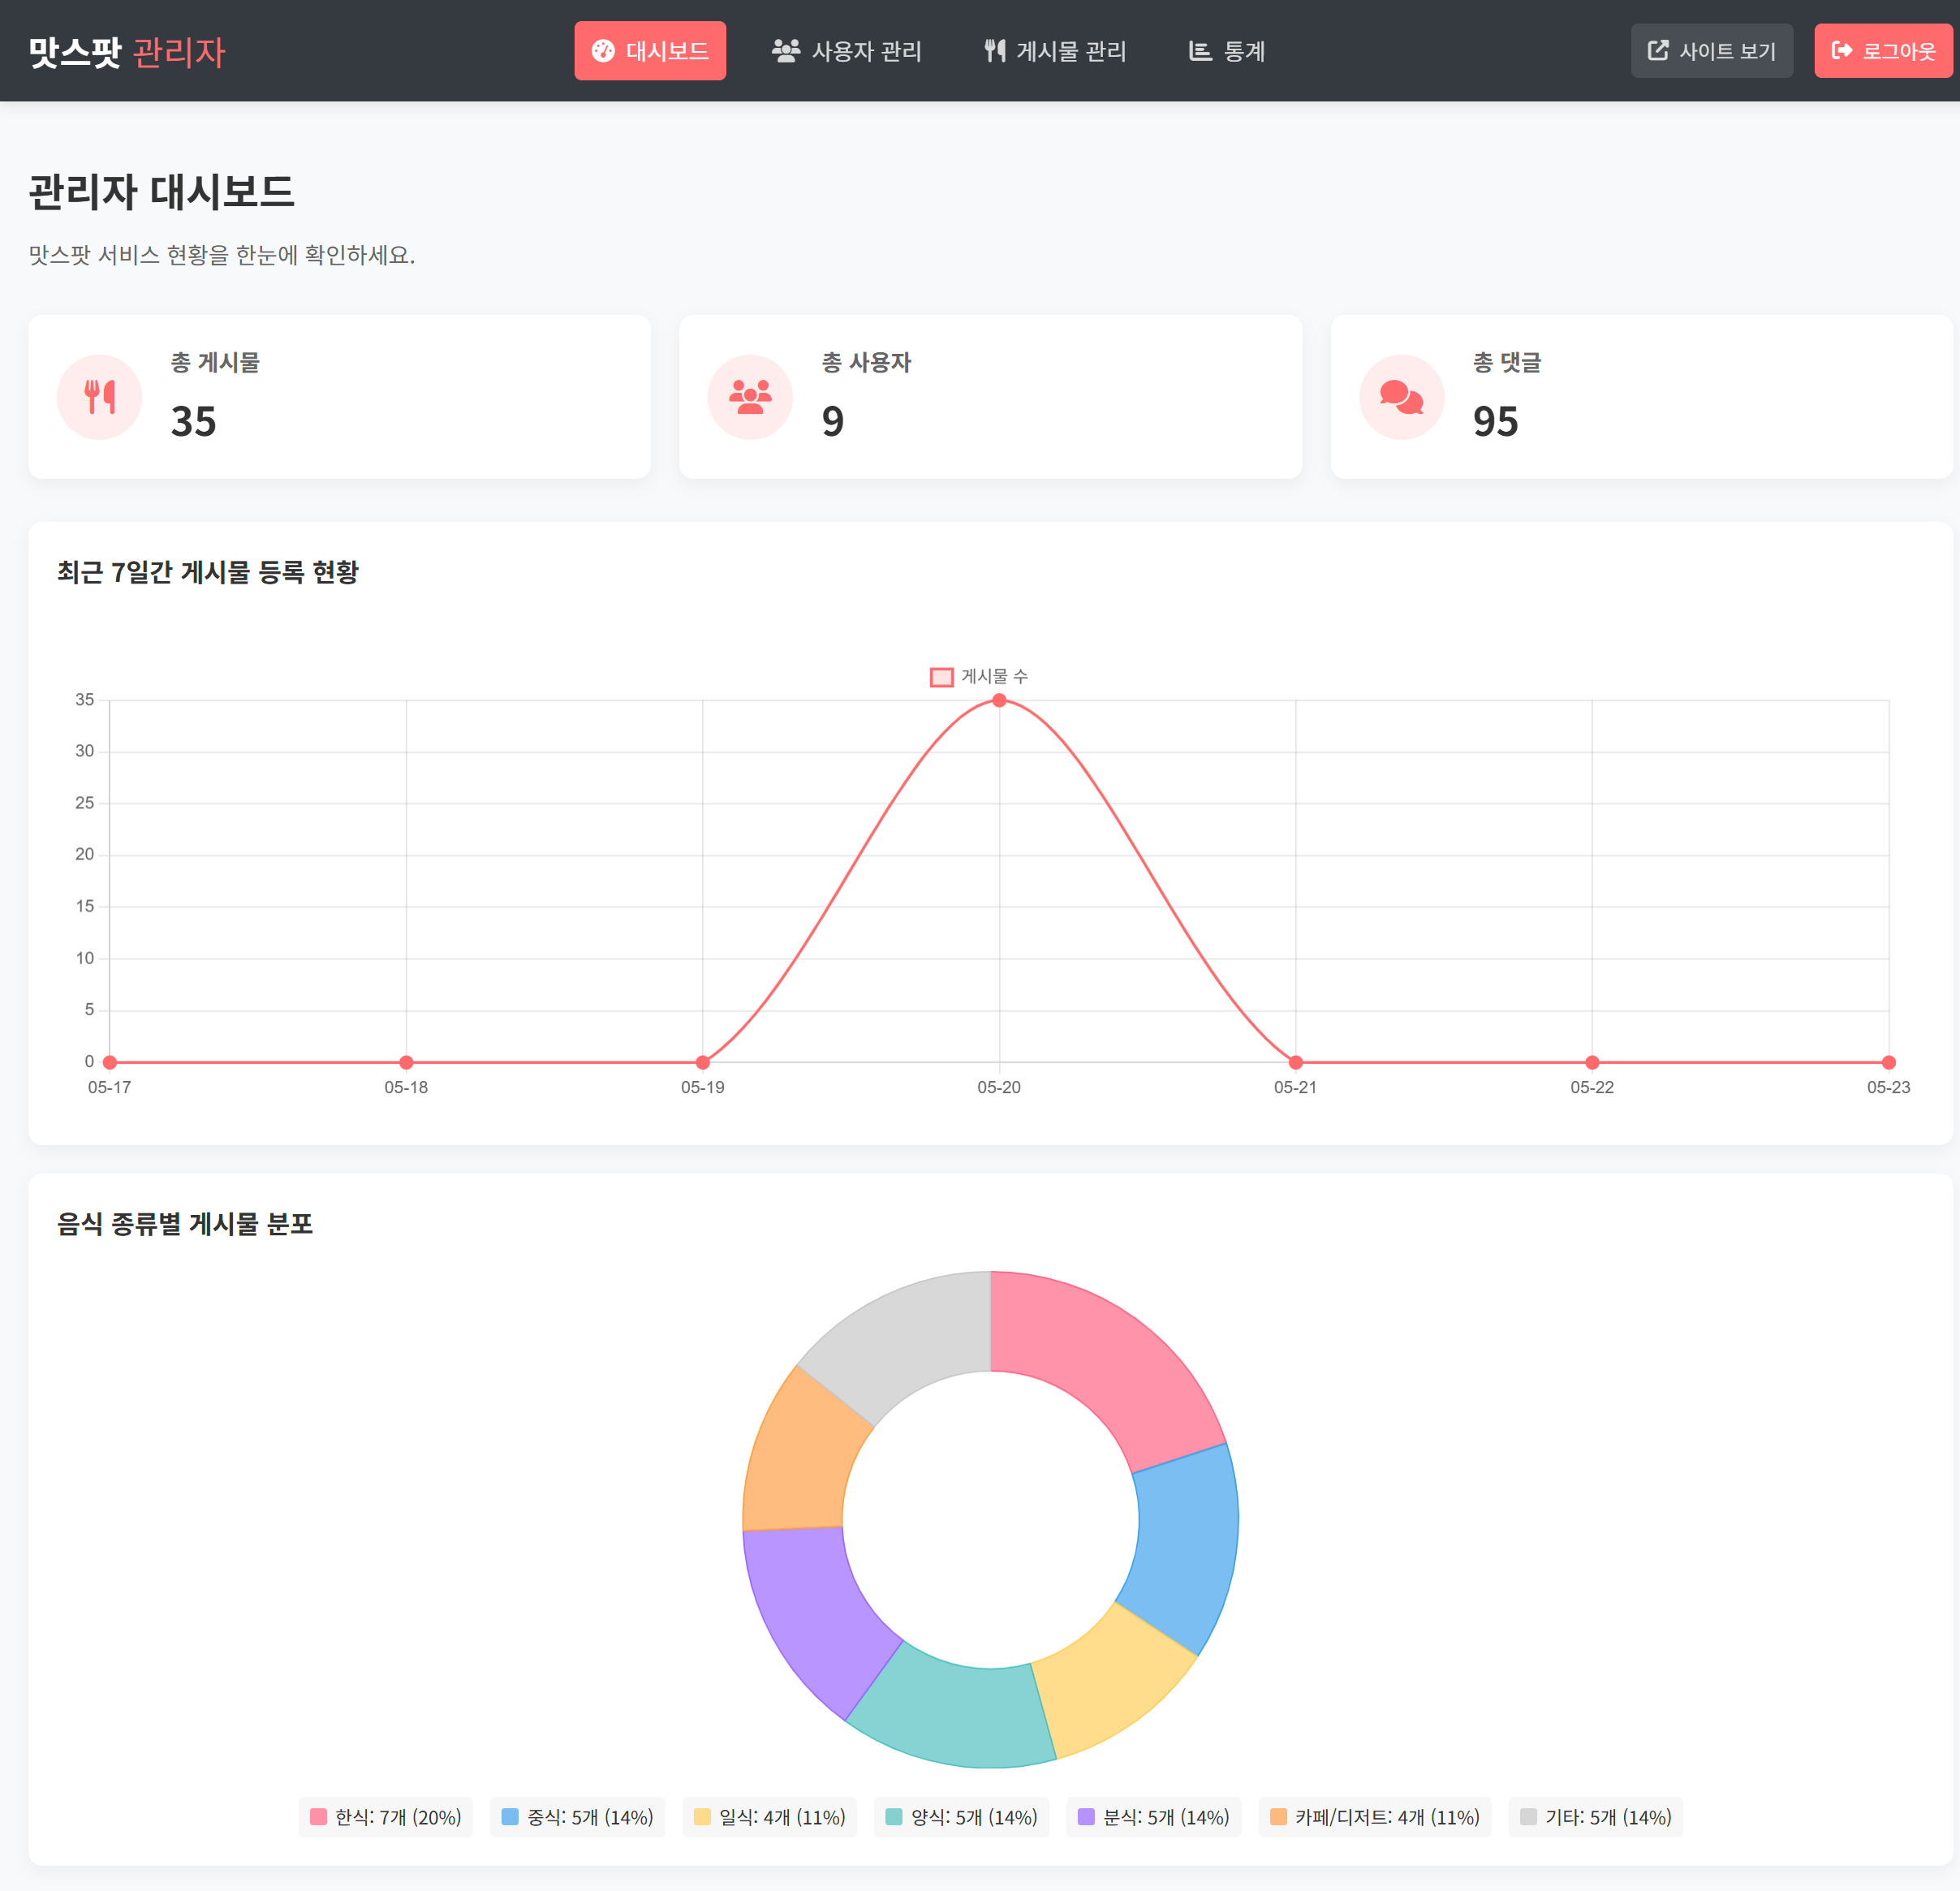 맛스팟 관리자
대시보드
사용자 관리
게시물 관리
통계
사이트 보기
로그아웃
관리자 대시보드
맛스팟 서비스 현황을 한눈에 확인하세요.
총 게시물
35
총 사용자
9
총 댓글
95
최근 7일간 게시물 등록 현황
게시물 수
35
30
25
20
15
10
5
0
05-17
05-18
05-19
05-20
05-21
05-22
05-23
음식 종류별 게시물 분포
한식: 7개 (20%)
중식: 5개 (14%)
일식: 4개 (11%)
양식: 5개 (14%)
분식: 5개 (14%)
카페/디저트: 4개 (11%)
기타: 5개 (14%)